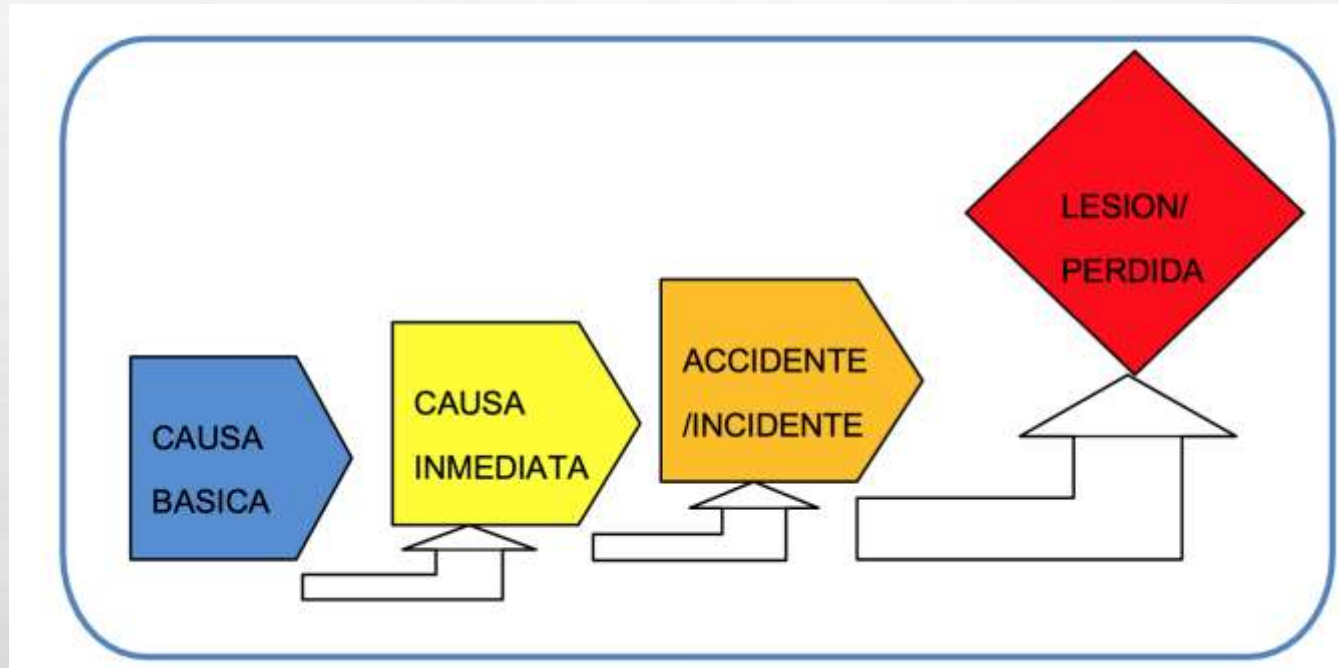 CAUSA
BASICA
CAUSA
INMEDIATA
ACCIDENTE
/INCIDENTE
LESION/
PERDIDA